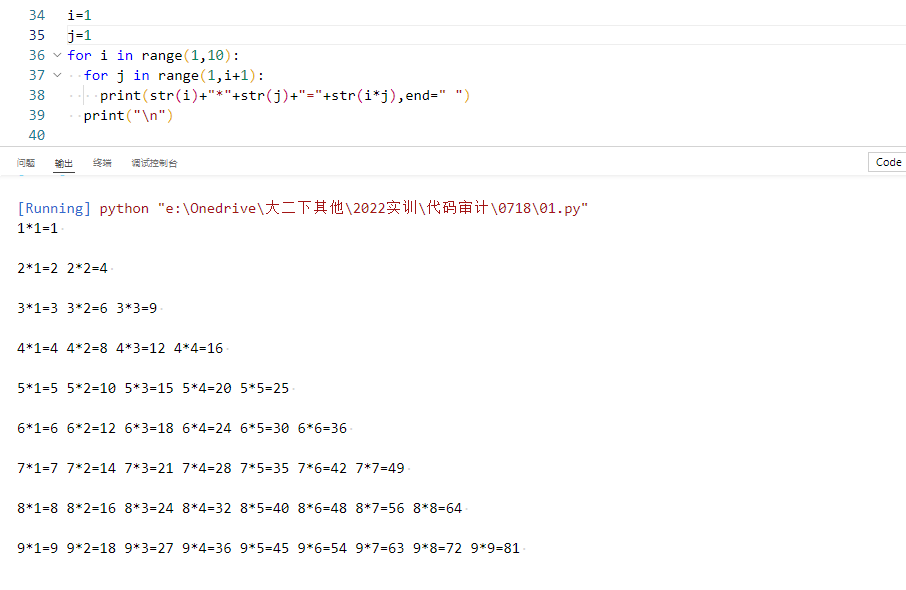 34 i=1
35 j=1
36 for i in range(1,10):
37 for j in range(1,i+1):
38 print(str(i)+"*"+str(j)+"="+str(i*j),end=" ")
39 print("\n")
40
问题 输出 终端 调试控制台 Code
[Running] python "e:\Onedrive\大二下其他\2022实训\代码审计\0718\01.py"
1*1=1
2*1=2 2*2=4
3*1=3 3*2=6 3*3=9
4*1=4 4*2=8 4*3=12 4*4=16
5*1=5 5*2=10 5*3=15 5*4=20 5*5=25
6*1=6 6*2=12 6*3=18 6*4=24 6*5=30 6*6=36
7*1=7 7*2=14 7*3=21 7*4=28 7*5=35 7*6=42 7*7=49
8*1=8 8*2=16 8*3=24 8*4=32 8*5=40 8*6=48 8*7=56 8*8=64
9*1=9 9*2=18 9*3=27 9*4=36 9*5=45 9*6=54 9*7=63 9*8=72 9*9=81